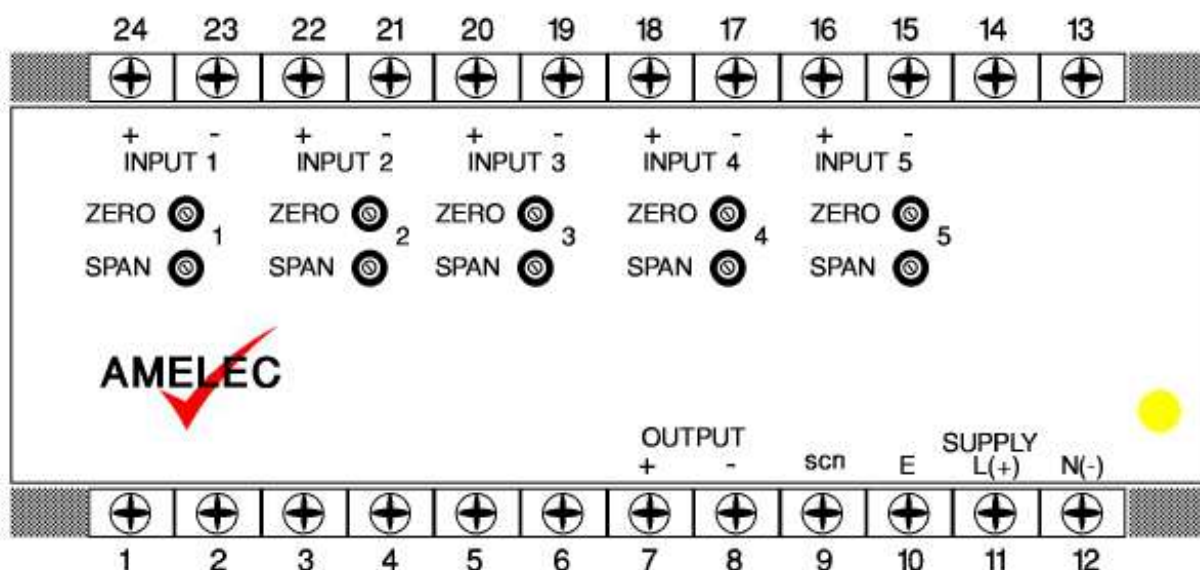 24 23 22 21 20 19 18 17 16 15 14 13
+ - + - + - + - + -
INPUT 1 INPUT 2 INPUT 3 INPUT 4 INPUT 5
ZERO ZERO ZERO ZERO ZERO
1 2 3 4 5
SPAN SPAN SPAN SPAN SPAN
AMELEC
OUTPUT SUPPLY
+ - scn E L(+) N(-)
1 2 3 4 5 6 7 8 9 10 11 12